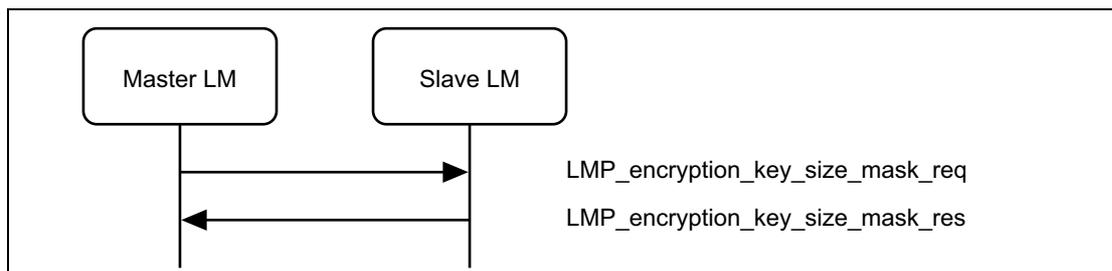 Master LM
Slave LM
LMP_encryption_key_size_mask_req
LMP_encryption_key_size_mask_res